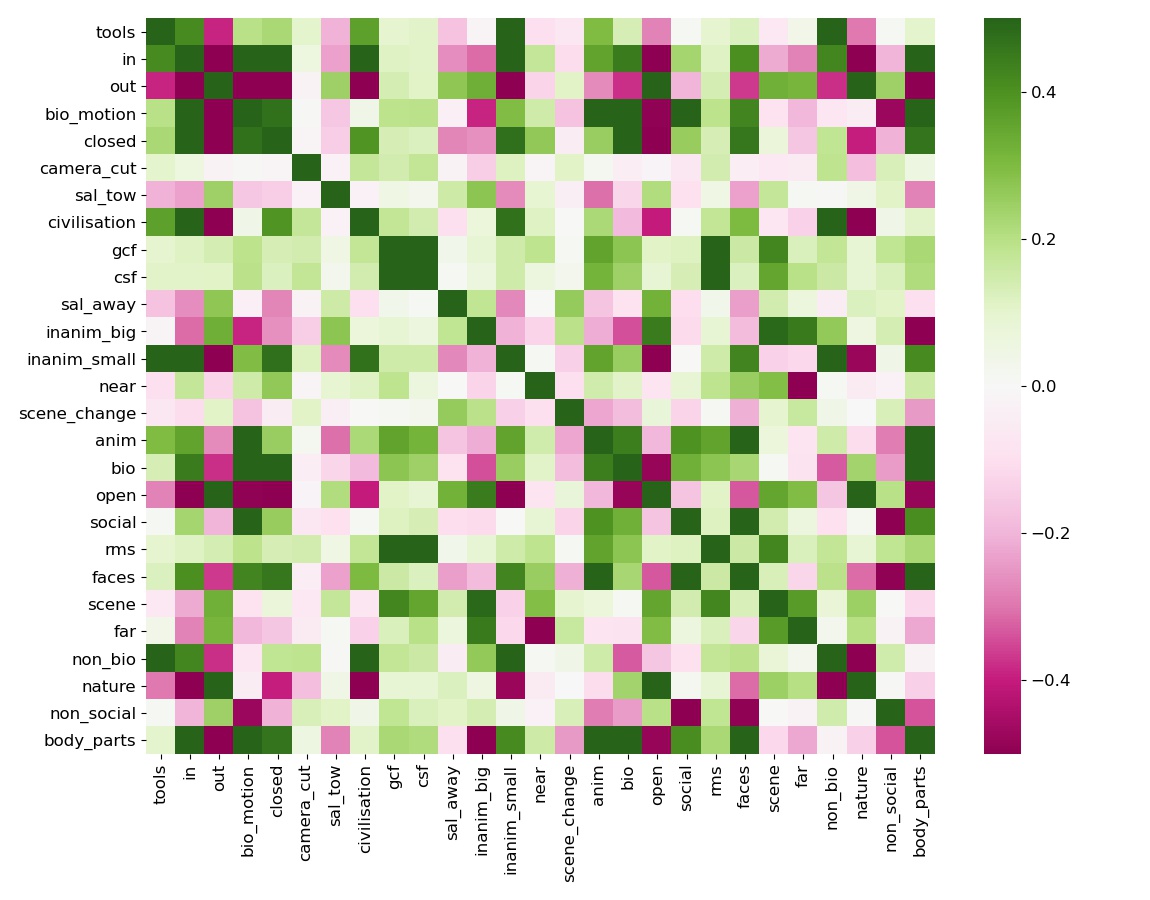 tools
in
out
bio_motion
closed
camera_cut
sal_tow
civilisation
gcf
csf
sal_away
inanim_big
inanim_small
near
scene_change
anim
bio
open
social
rms
faces
scene
far
non_bio
nature
non_social
body_parts
tools
in
out
bio_motion
closed
camera_cut
sal_tow
civilisation
gcf
csf
sal_away
inanim_big
inanim_small
near
scene_change
anim
bio
open
social
rms
faces
scene
far
non_bio
nature
non_social
body_parts
0.4
0.2
0.0
−0.2
−0.4